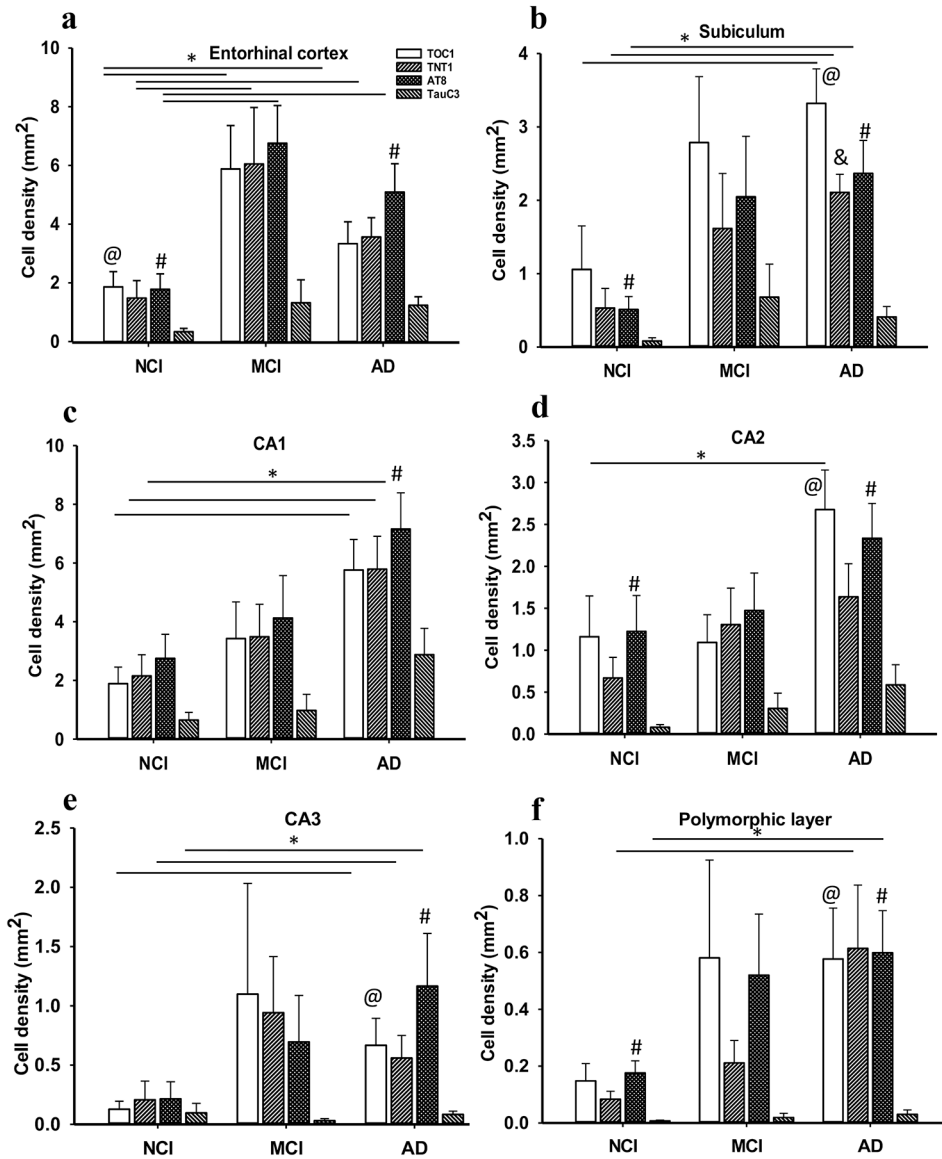 a
Entorhinal cortex
*
TOC1
TNT1
AT8
TauC3
Cell density (mm²)
10
8
6
4
2
0
@
#
#
NCI
MCI
AD
b
Subiculum
*
Cell density (mm²)
4
3
2
1
0
#
@
&
#
NCI
MCI
AD
c
CA1
*
Cell density (mm²)
10
8
6
4
2
0
#
NCI
MCI
AD
d
CA2
*
Cell density (mm²)
3.5
3.0
2.5
2.0
1.5
1.0
0.5
0.0
#
@
#
NCI
MCI
AD
e
CA3
*
Cell density (mm²)
2.5
2.0
1.5
1.0
0.5
0.0
@
#
NCI
MCI
AD
f
Polymorphic layer
*
Cell density (mm²)
1.0
0.8
0.6
0.4
0.2
0.0
#
@
#
NCI
MCI
AD